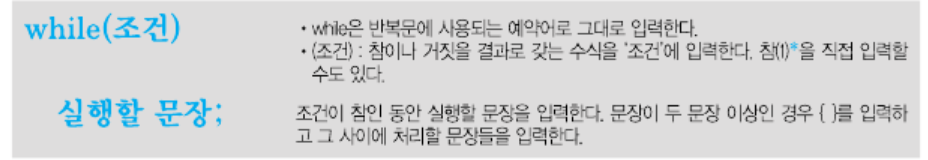 while(조건)
• while은 반복문에 사용되는 예약어로 그대로 입력한다.
• (조건) : 참이나 거짓을 결과로 갖는 수식을 '조건'에 입력한다. 참(1)*을 직접 입력할
수도 있다.
실행할 문장;
조건이 참인 동안 실행할 문장을 입력한다. 문장이 두 문장 이상인 경우 { }를 입력하
고 그 사이에 처리할 문장들을 입력한다.